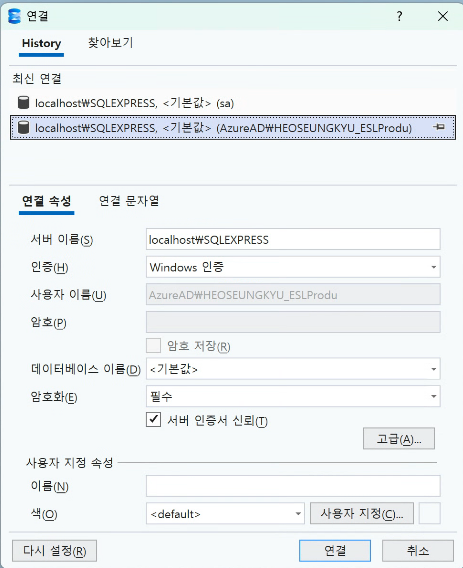 연결
?
History 찾아보기
최신 연결
localhost₩SQLEXPRESS, <기본값> (sa)
localhost₩SQLEXPRESS, <기본값> (AzureAD₩HEOSEUNGKYU_ESLProdu)
연결 속성 연결 문자열
서버 이름(S) localhost₩SQLEXPRESS
인증(H) Windows 인증
사용자 이름(U) AzureAD₩HEOSEUNGKYU_ESLProdu
암호(P)
암호 저장(R)
데이터베이스 이름(D) <기본값>
암호화(E) 필수
서버 인증서 신뢰(T)
고급(A)...
사용자 지정 속성
이름(N)
색(O) <default> 사용자 지정(C)...
다시 설정(R) 연결 취소